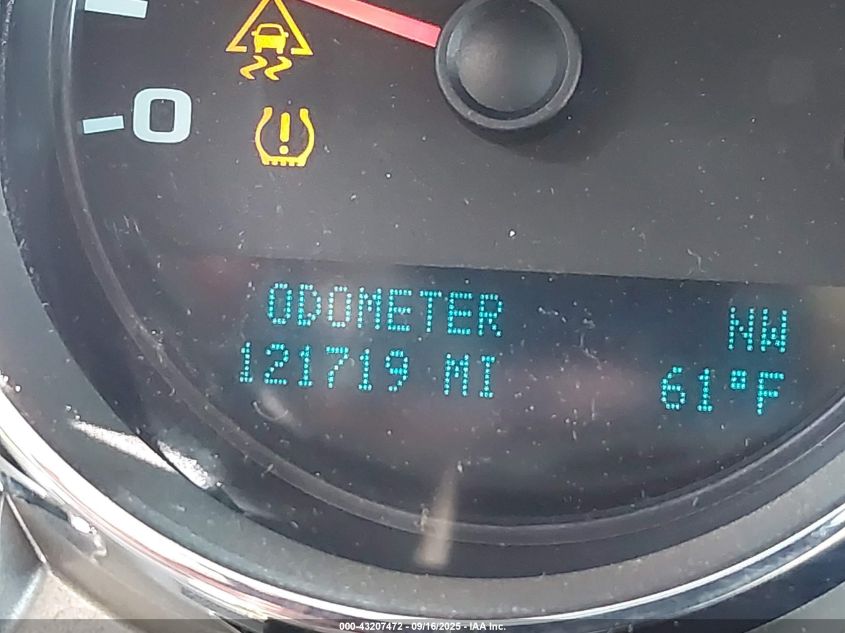 0
ODOMETER NW
121719 MI 61°F
000-43207472 - 09/16/2025 - IAA Inc.